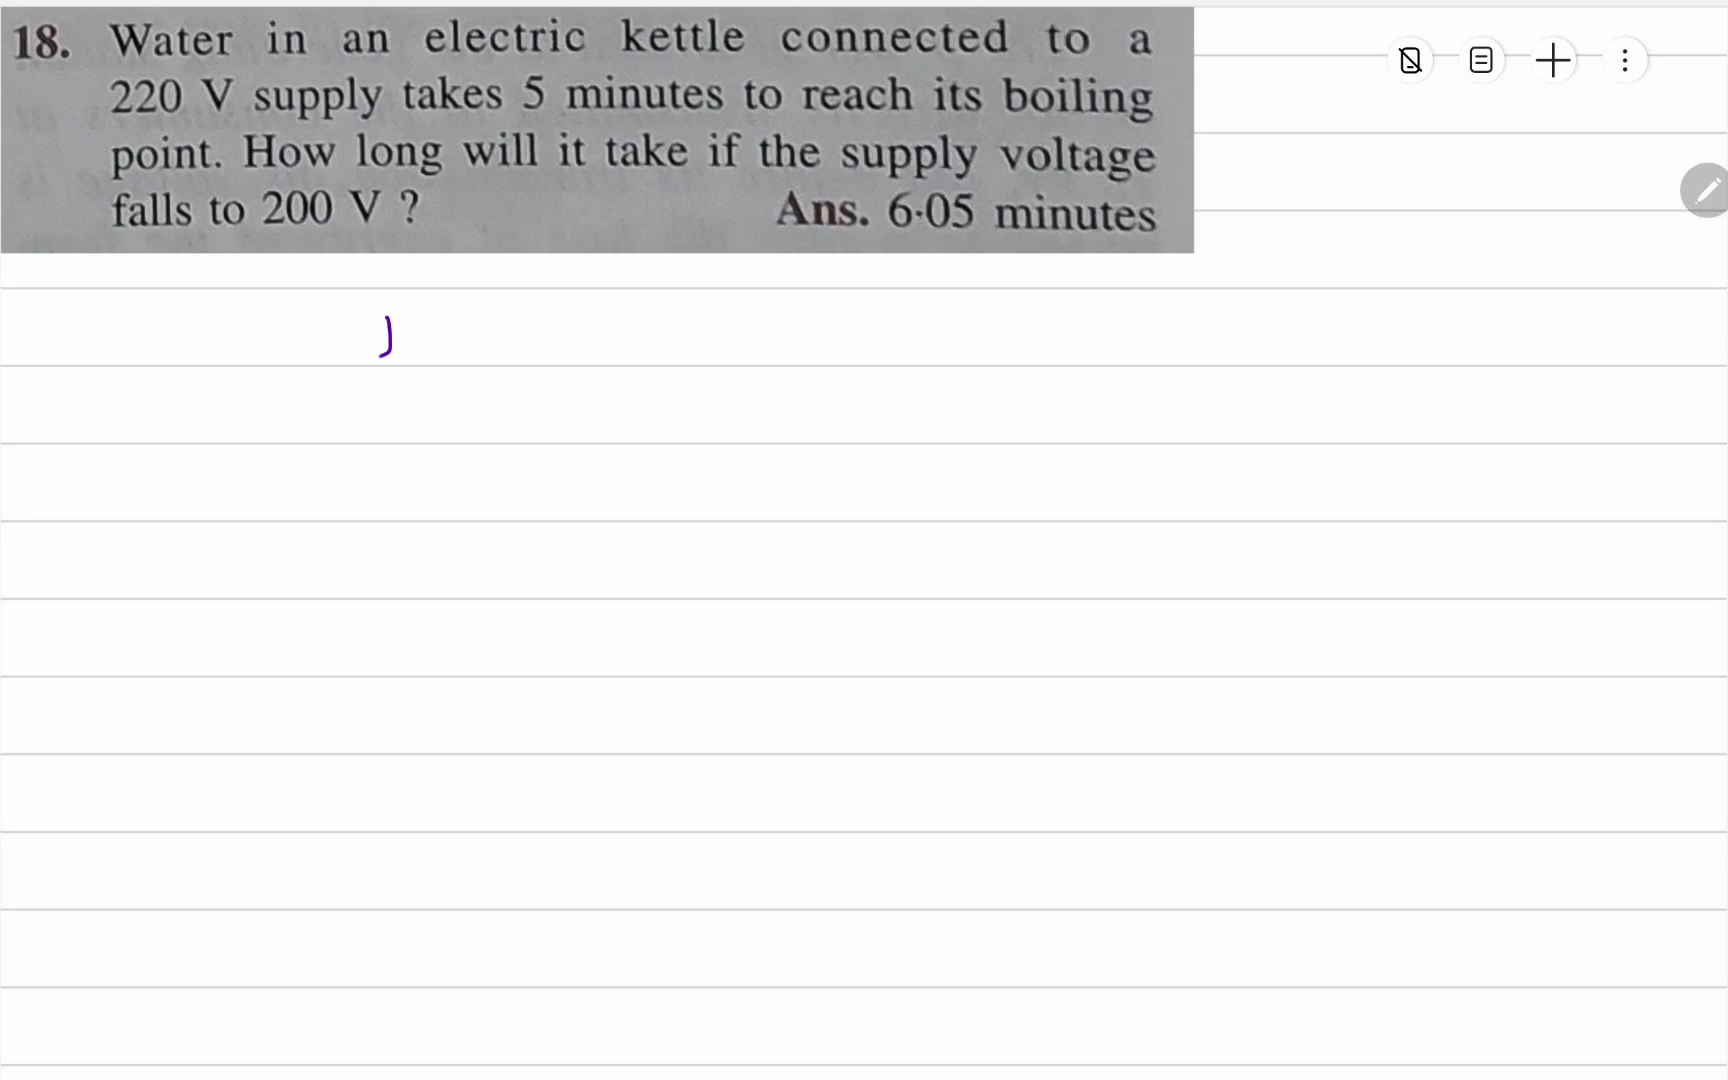 18. Water in an electric kettle connected to a
220 V supply takes 5 minutes to reach its boiling
point. How long will it take if the supply voltage
falls to 200 V ? Ans. 6·05 minutes